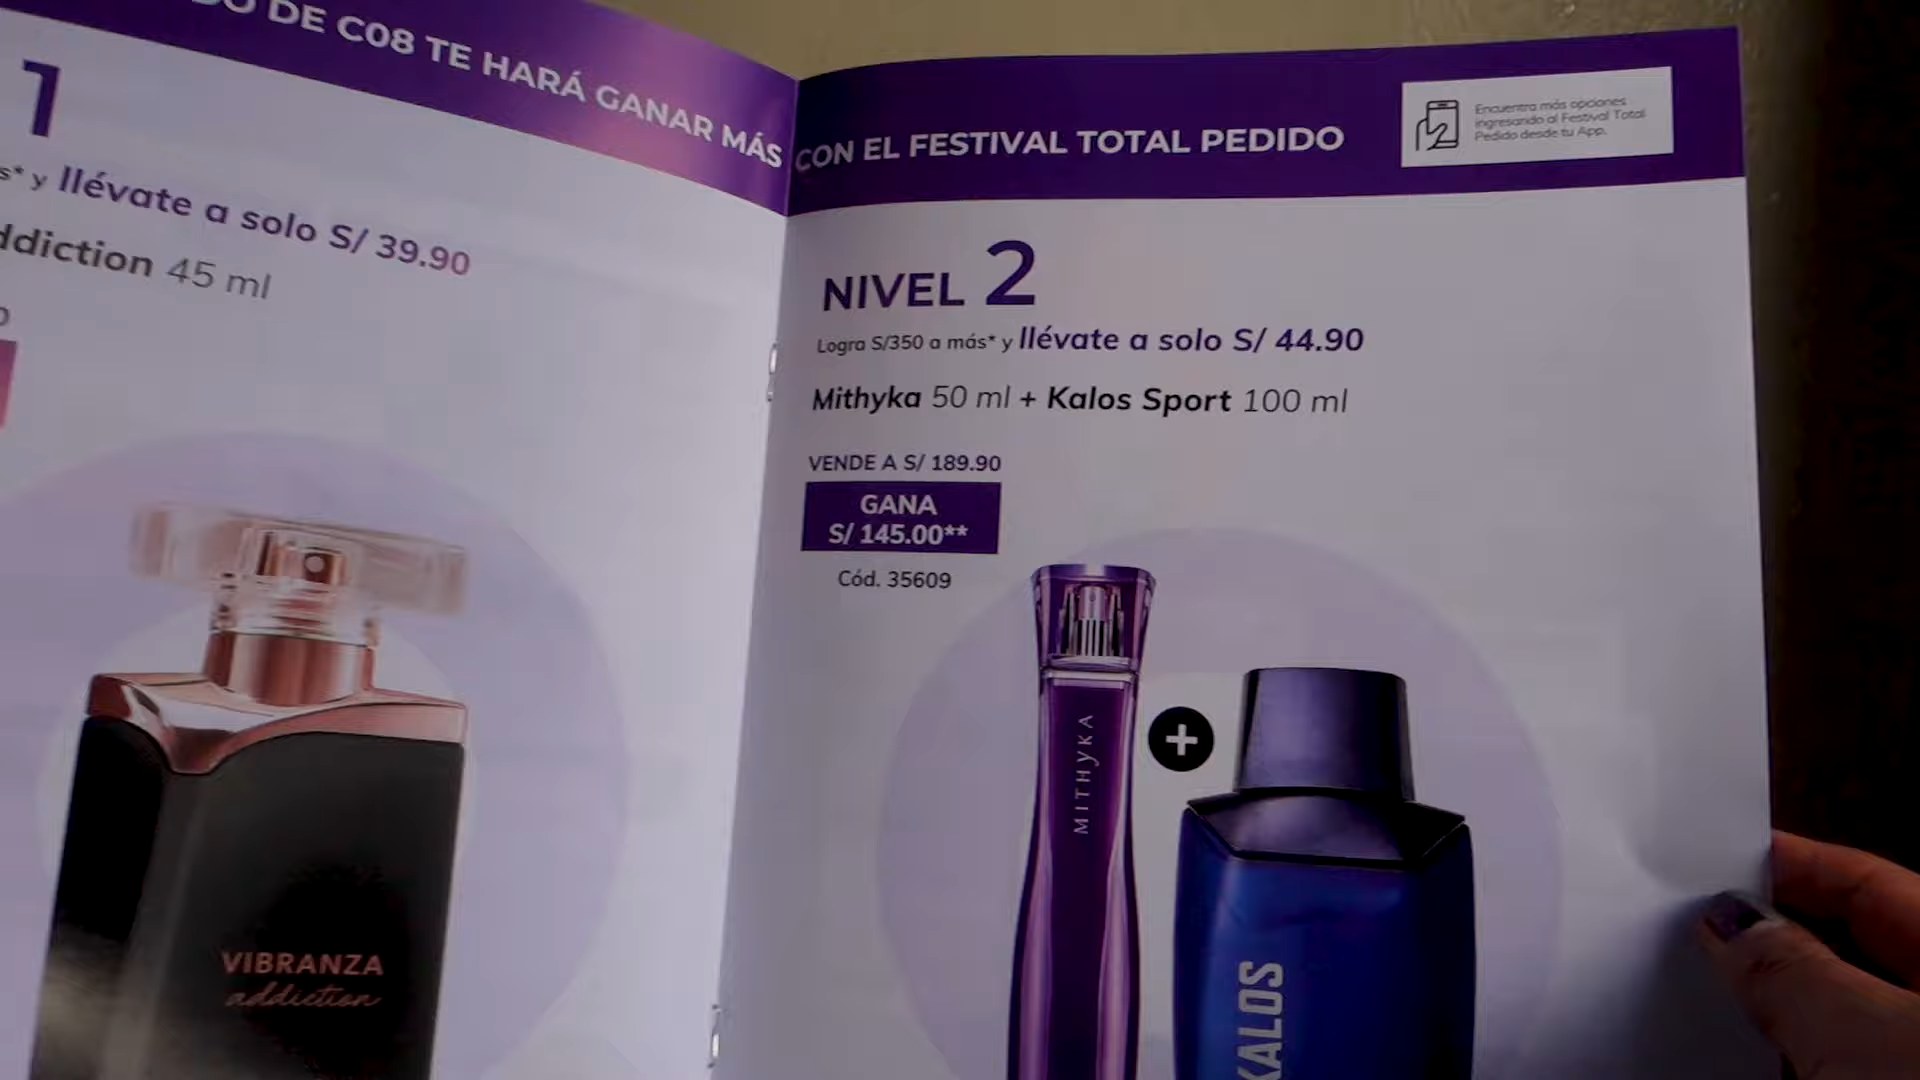 DE C08 TE HARÁ GANAR MÁS
1
s* y llévate a solo S/ 39.90
ddiction 45 ml
VIBRANZA
addiction
CON EL FESTIVAL TOTAL PEDIDO
Encuentra más opciones
ingresando al Festival Total
Pedido desde tu App.
NIVEL 2
Logra S/350 a más* y llévate a solo S/ 44.90
Mithyka 50 ml + Kalos Sport 100 ml
VENDE A S/ 189.90
GANA
S/ 145.00**
Cód. 35609
MITHYKA
+
KALOS